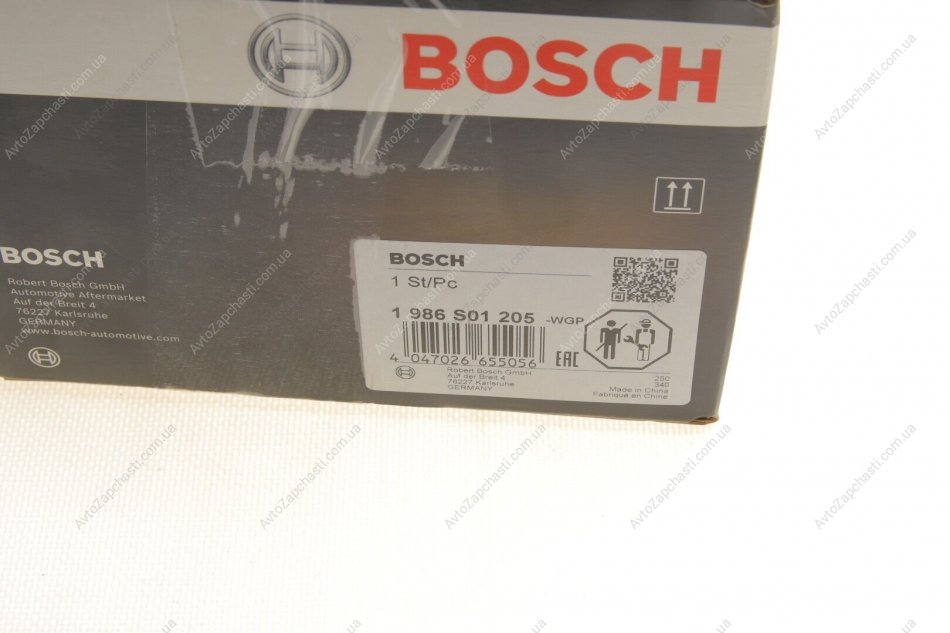 BOSCH
BOSCH
Robert Bosch GmbH
Automotive Aftermarket
Auf der Breit 4
76227 Karlsruhe
GERMANY
www.bosch-automotive.com
BOSCH
1 St/Pc
1 986 S01 205 -WGP
4 047026 655056
EAC
Robert Bosch GmbH
Auf der Breit 4
76227 Karlsruhe
GERMANY
260
340
Made in China
Fabriqué en Chine
AvtoZapchasti.com.ua